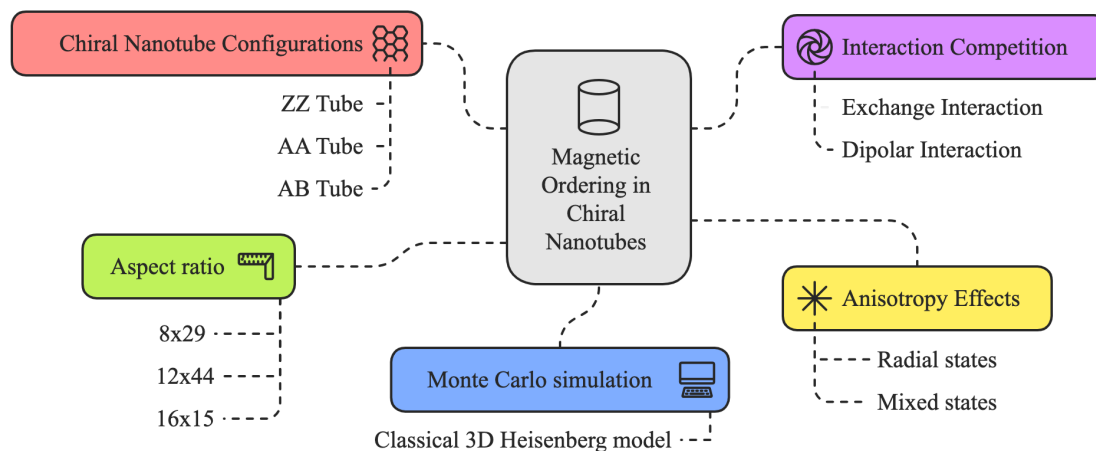 Chiral Nanotube Configurations
ZZ Tube
AA Tube
AB Tube
Magnetic
Ordering in
Chiral
Nanotubes
Interaction Competition
Exchange Interaction
Dipolar Interaction
Aspect ratio
8x29
12x44
16x15
Monte Carlo simulation
Classical 3D Heisenberg model
Anisotropy Effects
Radial states
Mixed states